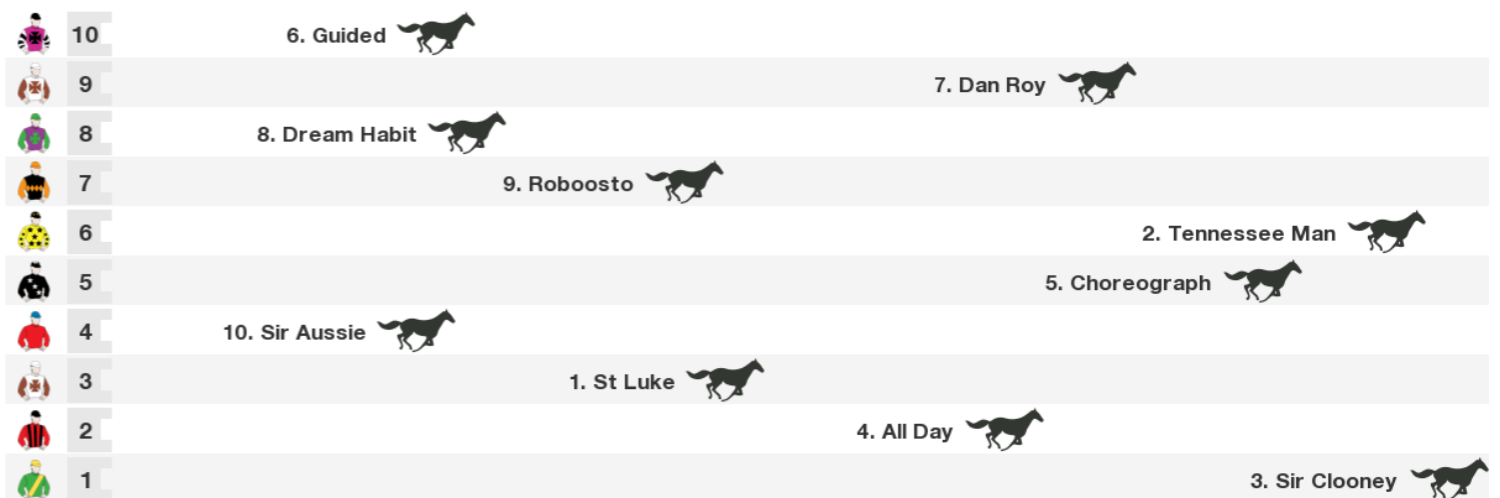 10 6. Guided
9 7. Dan Roy
8 8. Dream Habit
7 9. Roboosto
6 2. Tennessee Man
5 5. Choreograph
4 10. Sir Aussie
3 1. St Luke
2 4. All Day
1 3. Sir Clooney